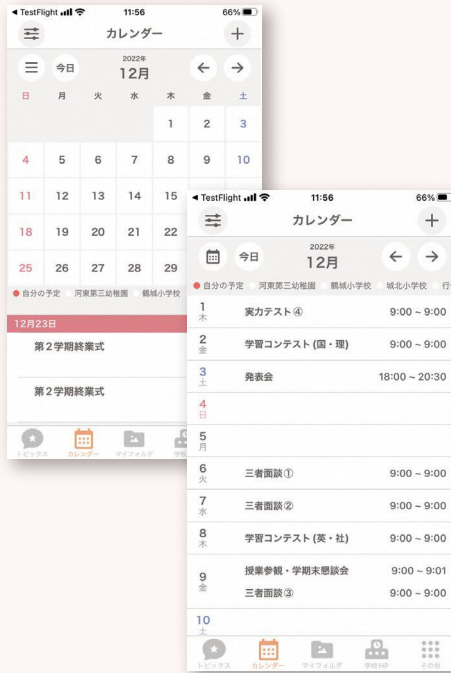 TestFlight 11:56 66%
カレンダー
今日 2022年 12月
日 月 火 水 木 金 土
1 2 3
4 5 6 7 8 9 10
11 12 13 14 15
18 19 20 21 22
25 26 27 28 29
自分の予定 河東第三幼稚園 鶴城小学校
12月23日
第2学期終業式
第2学期終業式
トピックス カレンダー マイフォルダ 学校
TestFlight 11:56 66%
カレンダー
今日 2022年 12月
自分の予定 河東第三幼稚園 鶴城小学校 城北小学校 行
1 木 実力テスト④ 9:00 ~ 9:00
2 金 学習コンテスト(国・理) 9:00 ~ 9:00
3 土 発表会 18:00 ~ 20:30
4 日
5 月
6 火 三者面談① 9:00 ~ 9:00
7 水 三者面談② 9:00 ~ 9:00
8 木 学習コンテスト(英・社) 9:00 ~ 9:00
9 金 授業参観・学期末懇談会 9:00 ~ 9:01
三者面談③ 9:00 ~ 9:00
10 土
トピックス カレンダー マイフォルダ 学校HP その他